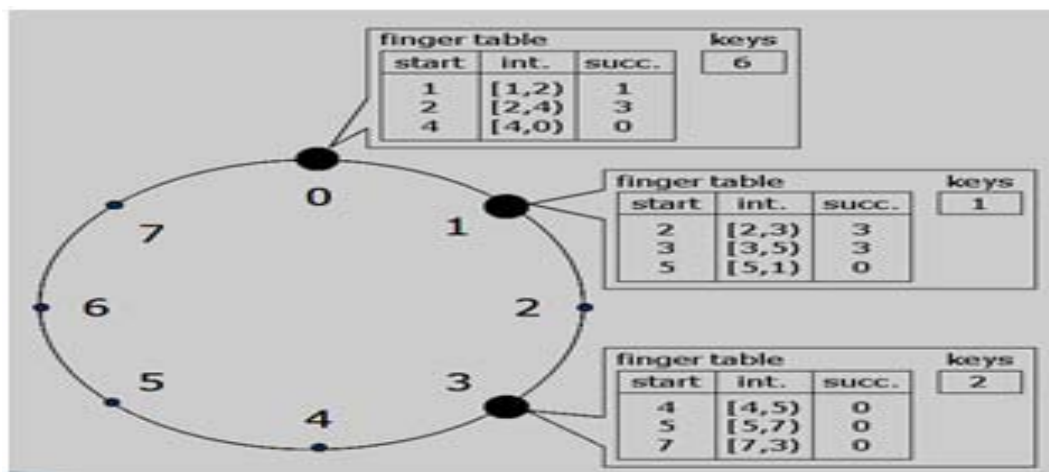 finger table keys
start int. succ. 6
1 [1,2) 1
2 [2,4) 3
4 [4,0) 0
finger table keys
start int. succ. 1
2 [2,3) 3
3 [3,5) 3
5 [5,1) 0
finger table keys
start int. succ. 2
4 [4,5) 0
5 [5,7) 0
7 [7,3) 0
0
1
2
3
4
5
6
7